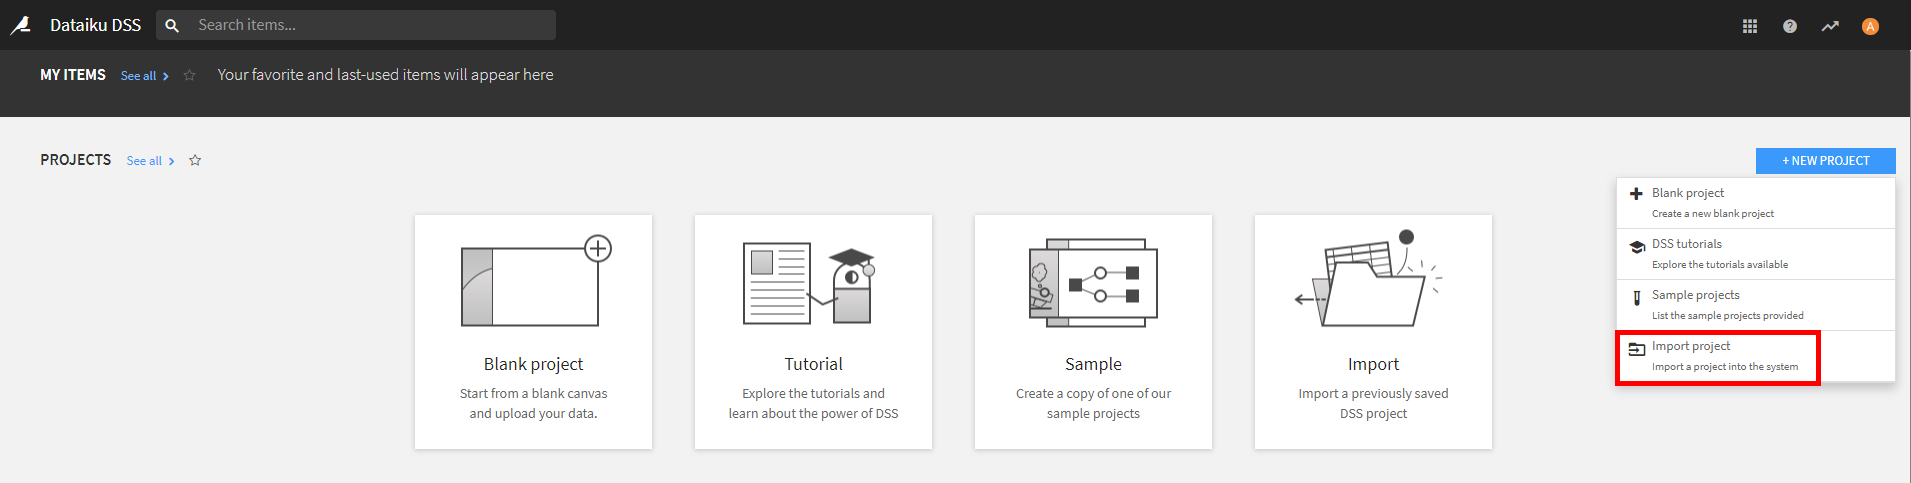 Dataiku DSS
Search items...
A
MY ITEMS
See all
Your favorite and last-used items will appear here
PROJECTS
See all
+ NEW PROJECT
Blank project
Create a new blank project
DSS tutorials
Explore the tutorials available
Sample projects
List the sample projects provided
Import project
Import a project into the system
Blank project
Start from a blank canvas
and upload your data.
Tutorial
Explore the tutorials and
learn about the power of DSS
Sample
Create a copy of one of our
sample projects
Import
Import a previously saved
DSS project